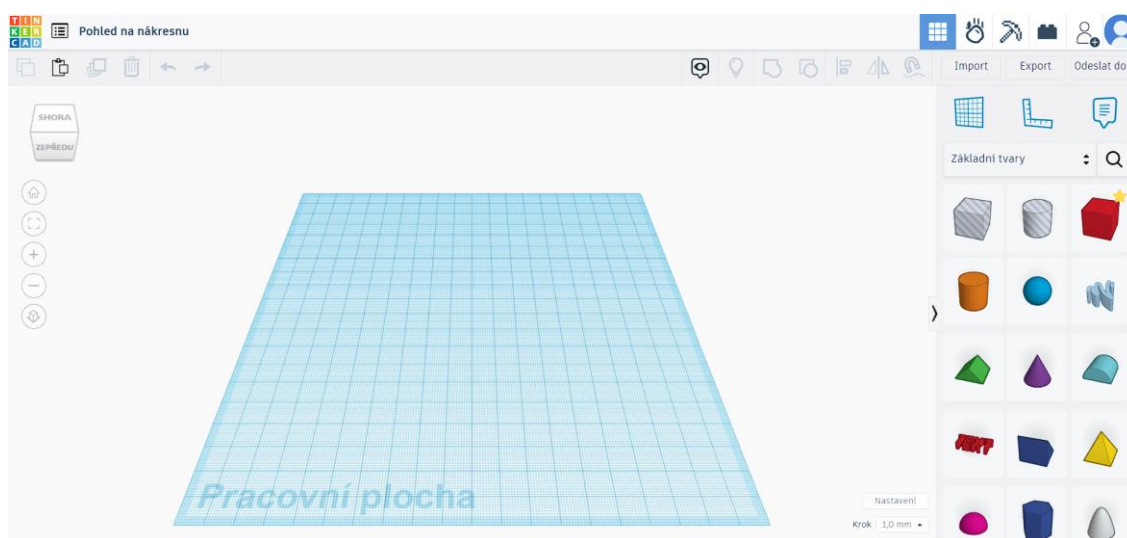 TIN
KER
CAD
Pohled na nákresnu
Import
Export
Odeslat do
SHORA
ZEPŘEDU
Základní tvary
TEXT
Pracovní plocha
Nastavení
Krok
1,0 mm